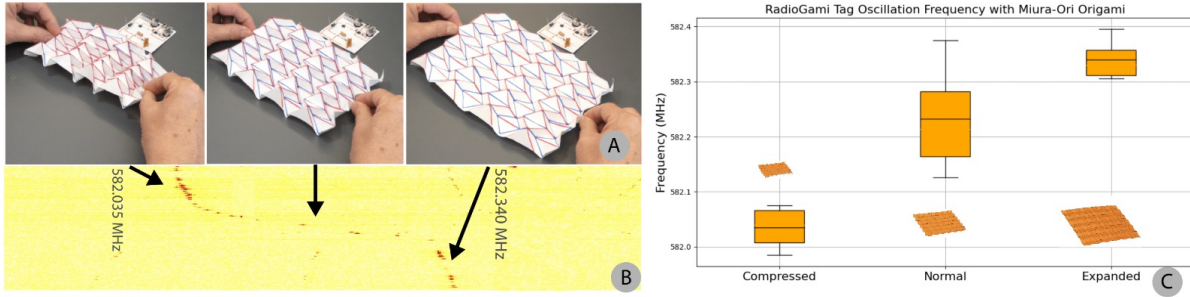 A
582.035 MHz
582.340 MHz
B
RadioGami Tag Oscillation Frequency with Miura-Ori Origami
Frequency (MHz)
582.4
582.3
582.2
582.1
582.0
Compressed Normal Expanded
C